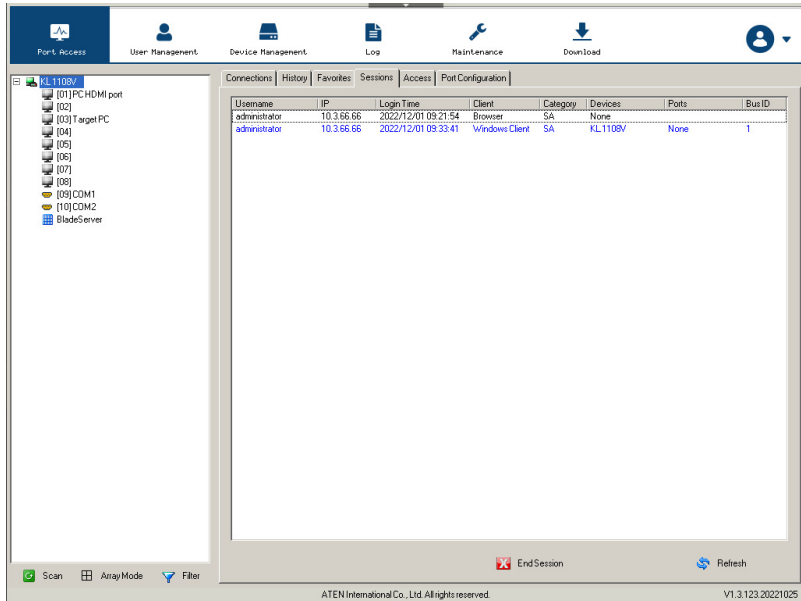 Port Access User Management Device Management Log Maintenance Download
Connections History Favorites Sessions Access Port Configuration
KL1108V
[01]PC HDMI port
[02]
[03]Target PC
[04]
[05]
[06]
[07]
[08]
[09]COM1
[10]COM2
BladeServer
Username IP Login Time Client Category Devices Ports Bus ID
administrator 10.3.66.66 2022/12/01 09:21:54 Browser SA None
administrator 10.3.66.66 2022/12/01 09:33:41 Windows Client SA KL1108V None 1
End Session Refresh
Scan Array Mode Filter
ATEN International Co., Ltd. All rights reserved. V1.3.123.20221025